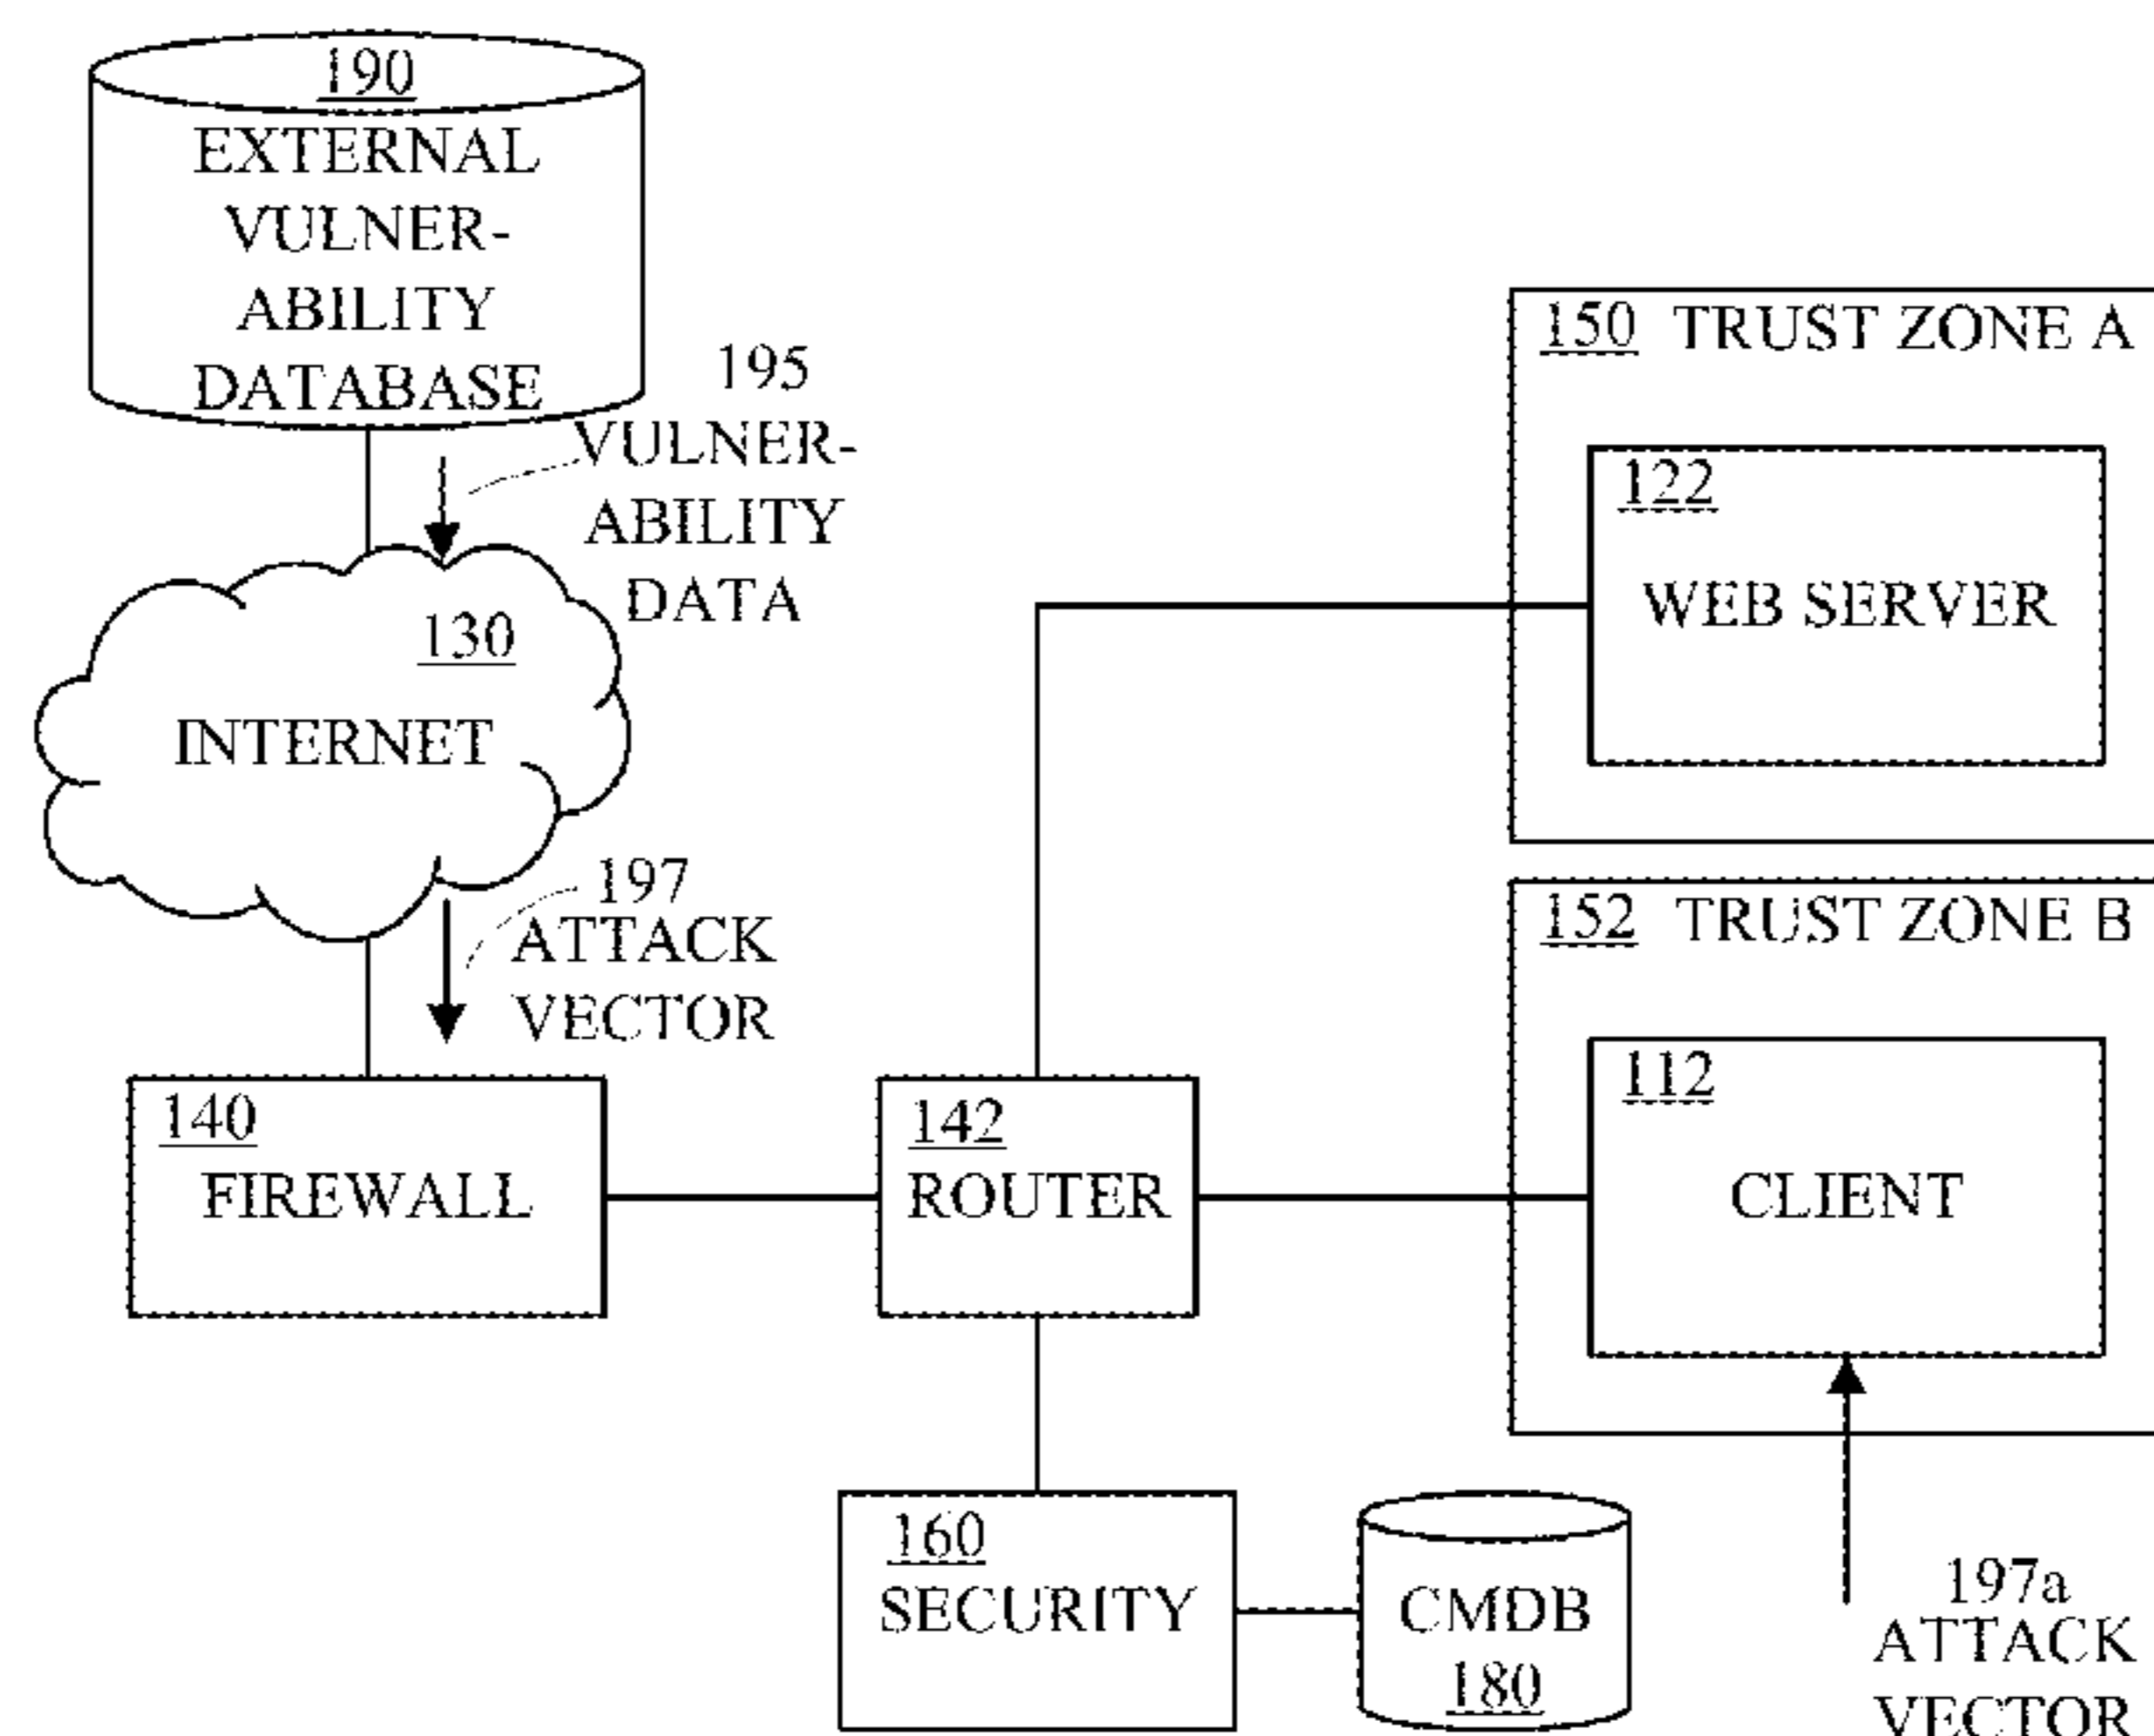 190
EXTERNAL
VULNER-
ABILITY
DATABASE
195
VULNER-
ABILITY
DATA
130
INTERNET
197
ATTACK
VECTOR
150 TRUST ZONE A
122
WEB SERVER
152 TRUST ZONE B
112
CLIENT
140
FIREWALL
142
ROUTER
160
SECURITY
CMDB
180
197a
ATTACK
VECTOR